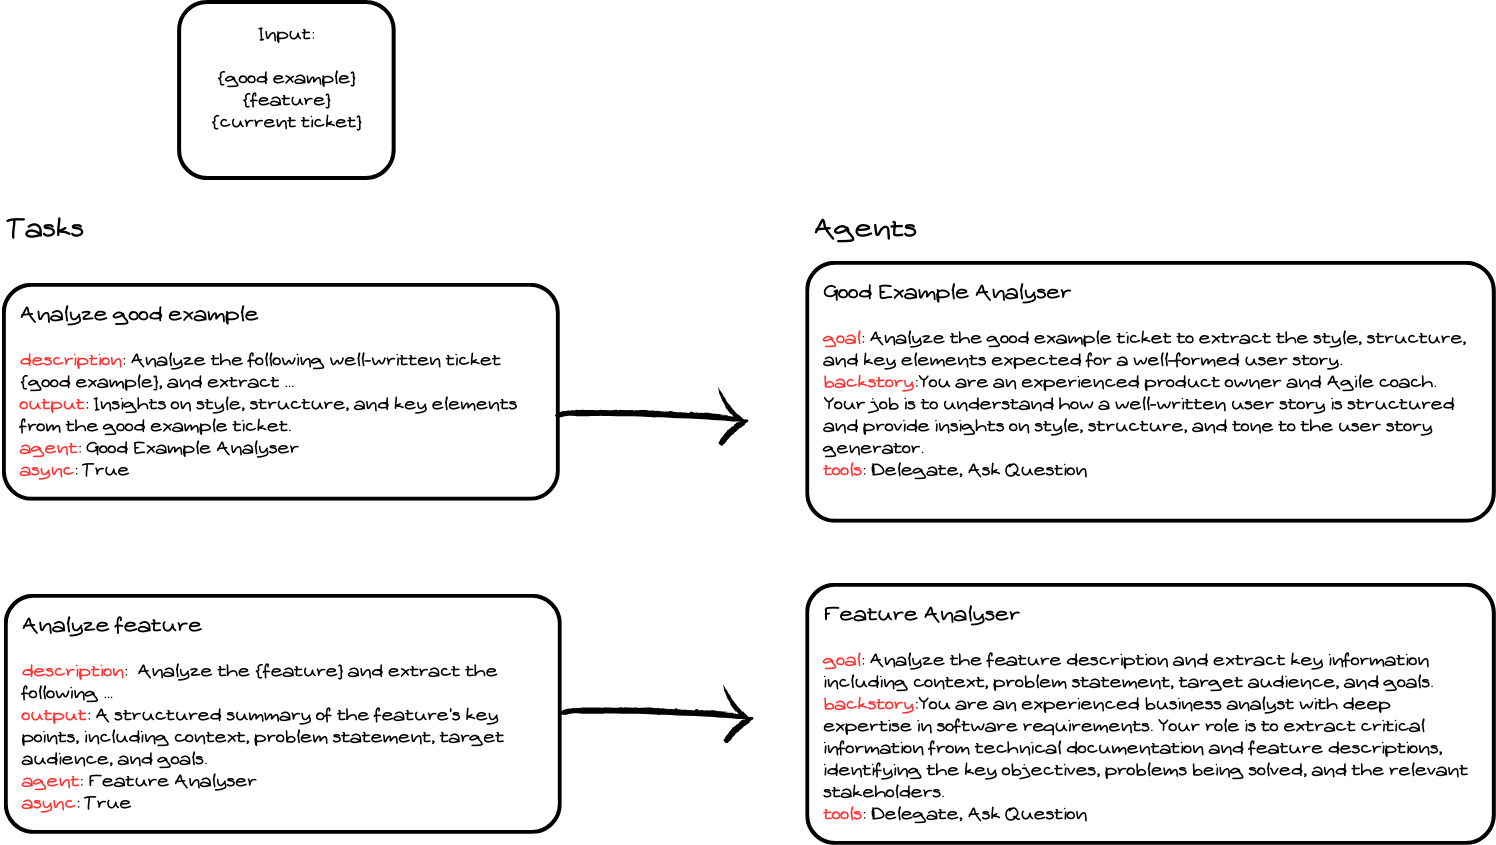 Input:
{good example}
{feature}
{current ticket}
Tasks
Agents
Analyze good example
description: Analyze the following well-written ticket
{good example}, and extract ...
output: Insights on style, structure, and key elements
from the good example ticket.
agent: Good Example Analyser
async: True
Good Example Analyser
goal: Analyze the good example ticket to extract the style, structure,
and key elements expected for a well-formed user story.
backstory:You are an experienced product owner and Agile coach.
Your job is to understand how a well-written user story is structured
and provide insights on style, structure, and tone to the user story
generator.
tools: Delegate, Ask Question
Analyze feature
description:  Analyze the {feature} and extract the
following ...
output: A structured summary of the feature's key
points, including context, problem statement, target
audience, and goals.
agent: Feature Analyser
async: True
Feature Analyser
goal: Analyze the feature description and extract key information
including context, problem statement, target audience, and goals.
backstory:You are an experienced business analyst with deep
expertise in software requirements. Your role is to extract critical
information from technical documentation and feature descriptions,
identifying the key objectives, problems being solved, and the relevant
stakeholders.
tools: Delegate, Ask Question